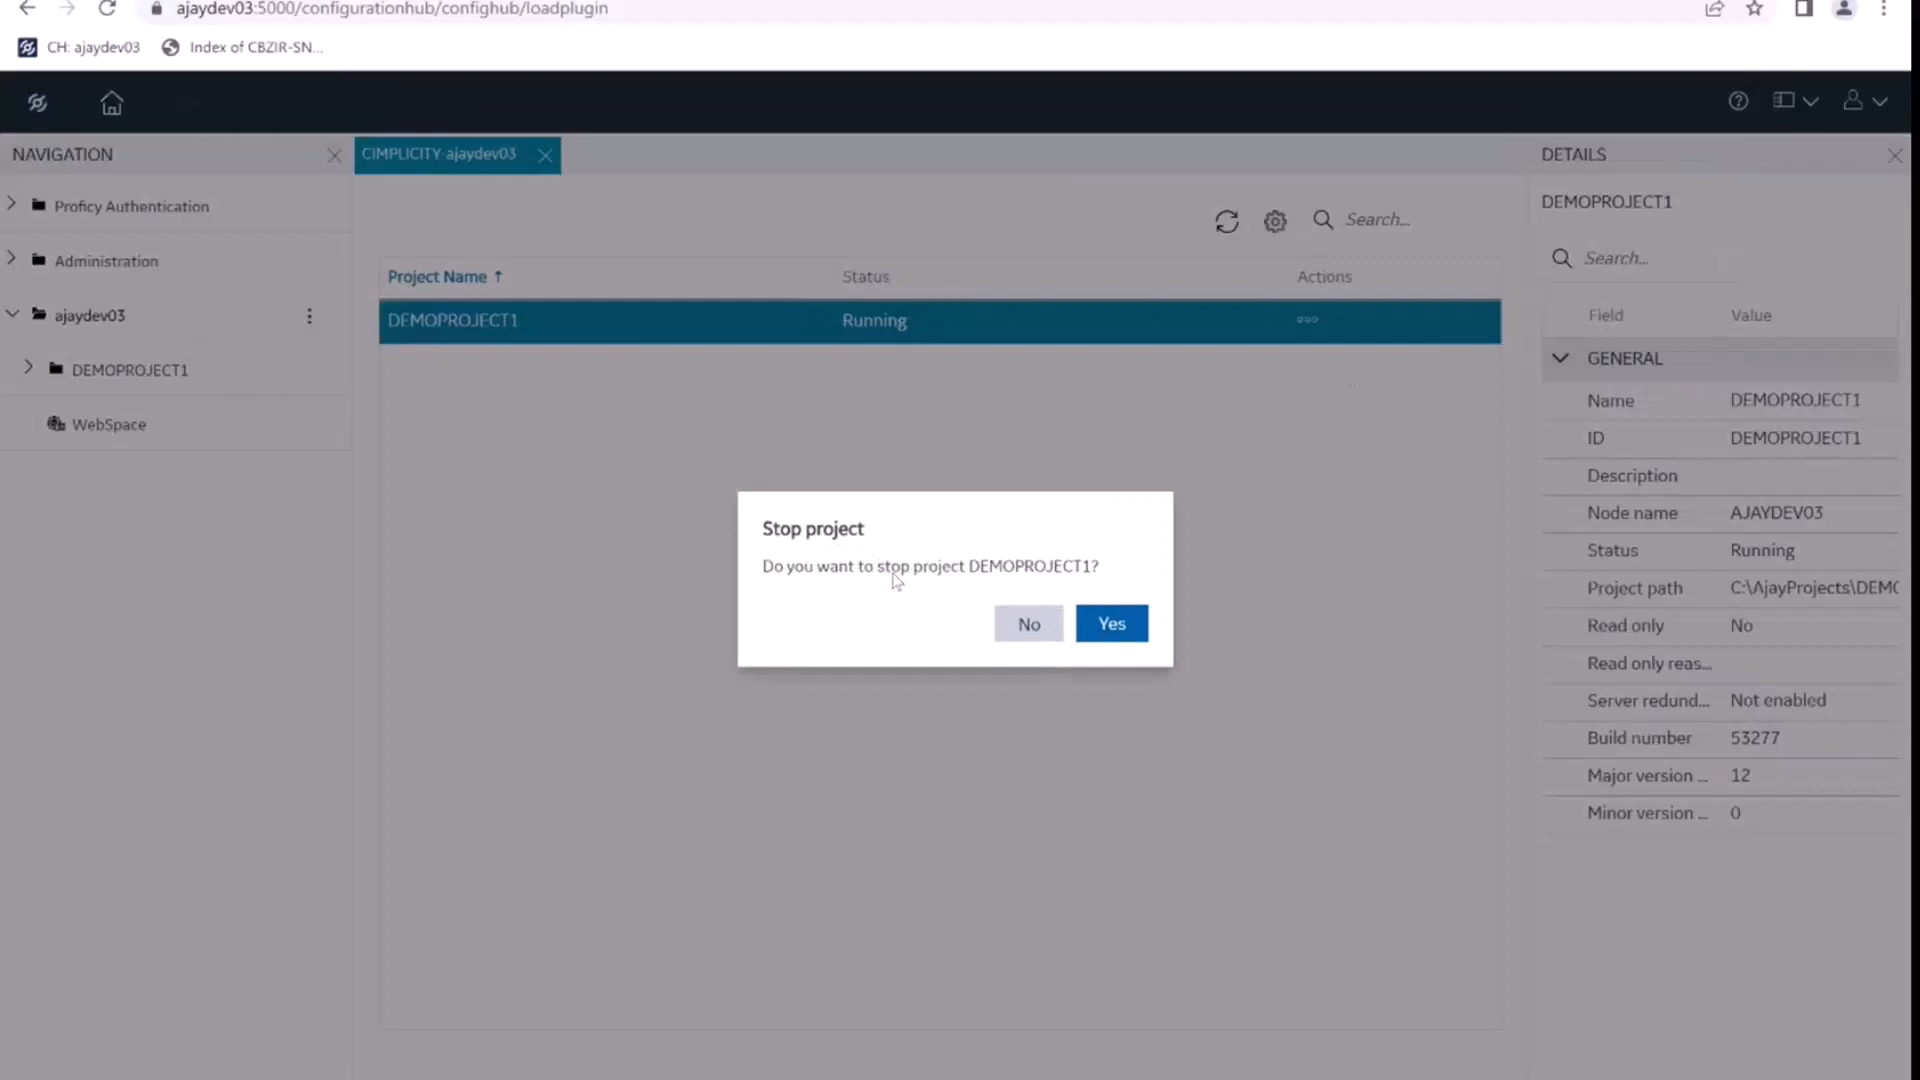 ajaydev03:5000/configurationhub/confighub/loadplugin
CH: ajaydev03 Index of CBZIR-SN...
NAVIGATION
Proficy Authentication
Administration
ajaydev03
DEMOPROJECT1
WebSpace
CIMPLICITY-ajaydev03
Search...
Project Name ↑ Status Actions
DEMOPROJECT1 Running
Stop project
Do you want to stop project DEMOPROJECT1?
No Yes
DETAILS
DEMOPROJECT1
Search...
Field Value
GENERAL
Name DEMOPROJECT1
ID DEMOPROJECT1
Description
Node name AJAYDEV03
Status Running
Project path C:\AjayProjects\DEMO
Read only No
Read only reas...
Server redund... Not enabled
Build number 53277
Major version ... 12
Minor version ... 0